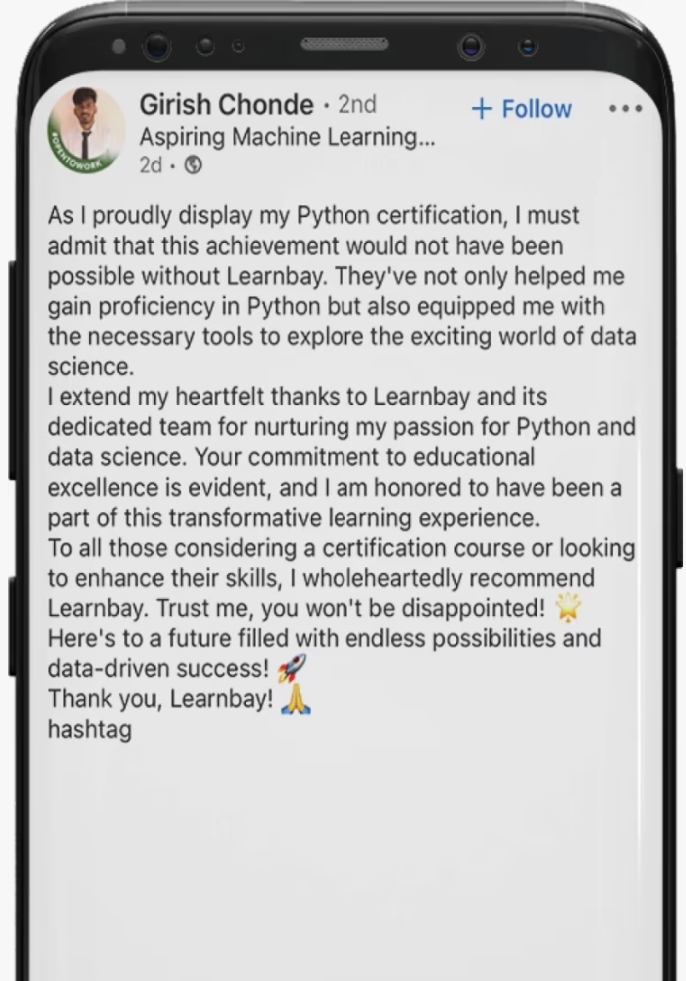 Girish Chonde · 2nd
+ Follow
Aspiring Machine Learning...
2d ·
#OPENTOWORK
As I proudly display my Python certification, I must
admit that this achievement would not have been
possible without Learnbay. They've not only helped me
gain proficiency in Python but also equipped me with
the necessary tools to explore the exciting world of data
science.
I extend my heartfelt thanks to Learnbay and its
dedicated team for nurturing my passion for Python and
data science. Your commitment to educational
excellence is evident, and I am honored to have been a
part of this transformative learning experience.
To all those considering a certification course or looking
to enhance their skills, I wholeheartedly recommend
Learnbay. Trust me, you won't be disappointed! 🌟
Here's to a future filled with endless possibilities and
data-driven success! 🚀
Thank you, Learnbay! 🙏
hashtag